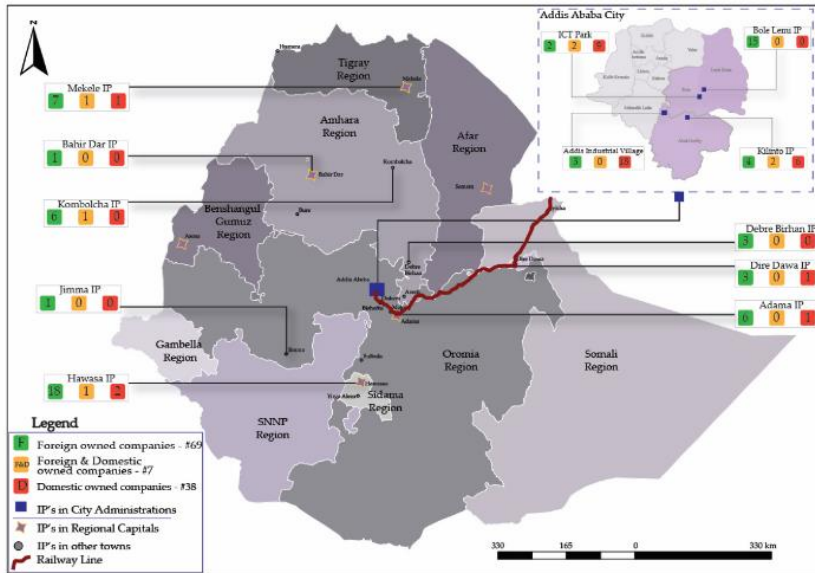 Addis Ababa City
ICT Park
2 2 9
Bole Lemi IP
15 0 0
Addis Industrial Village
3 0 18
Kilinto IP
4 2 6
N
Mekele IP
7 1 1
Bahir Dar IP
1 0 0
Kombolcha IP
6 1 0
Jimma IP
1 0 0
Hawasa IP
18 1 2
Debre Birhan IP
3 0 0
Dire Dawa IP
3 0 1
Adama IP
6 0 1
Tigray
Region
Amhara
Region
Afar
Region
Benshangul
Gumuz
Region
Gambella
Region
Oromia
Region
Somali
Region
Sidama
Region
SNNP
Region
Mekele
Bahir Dar
Kombolcha
Semera
Bure
Assosa
Addis Ababa
Debre
Birhan
Dire Dawa
Adama
Legend
F Foreign owned companies - #69
F&D Foreign & Domestic
owned companies - #7
D Domestic owned companies - #38
IP's in City Administrations
IP's in Regional Capitals
IP's in other towns
Railway Line
330 165 0 330 km